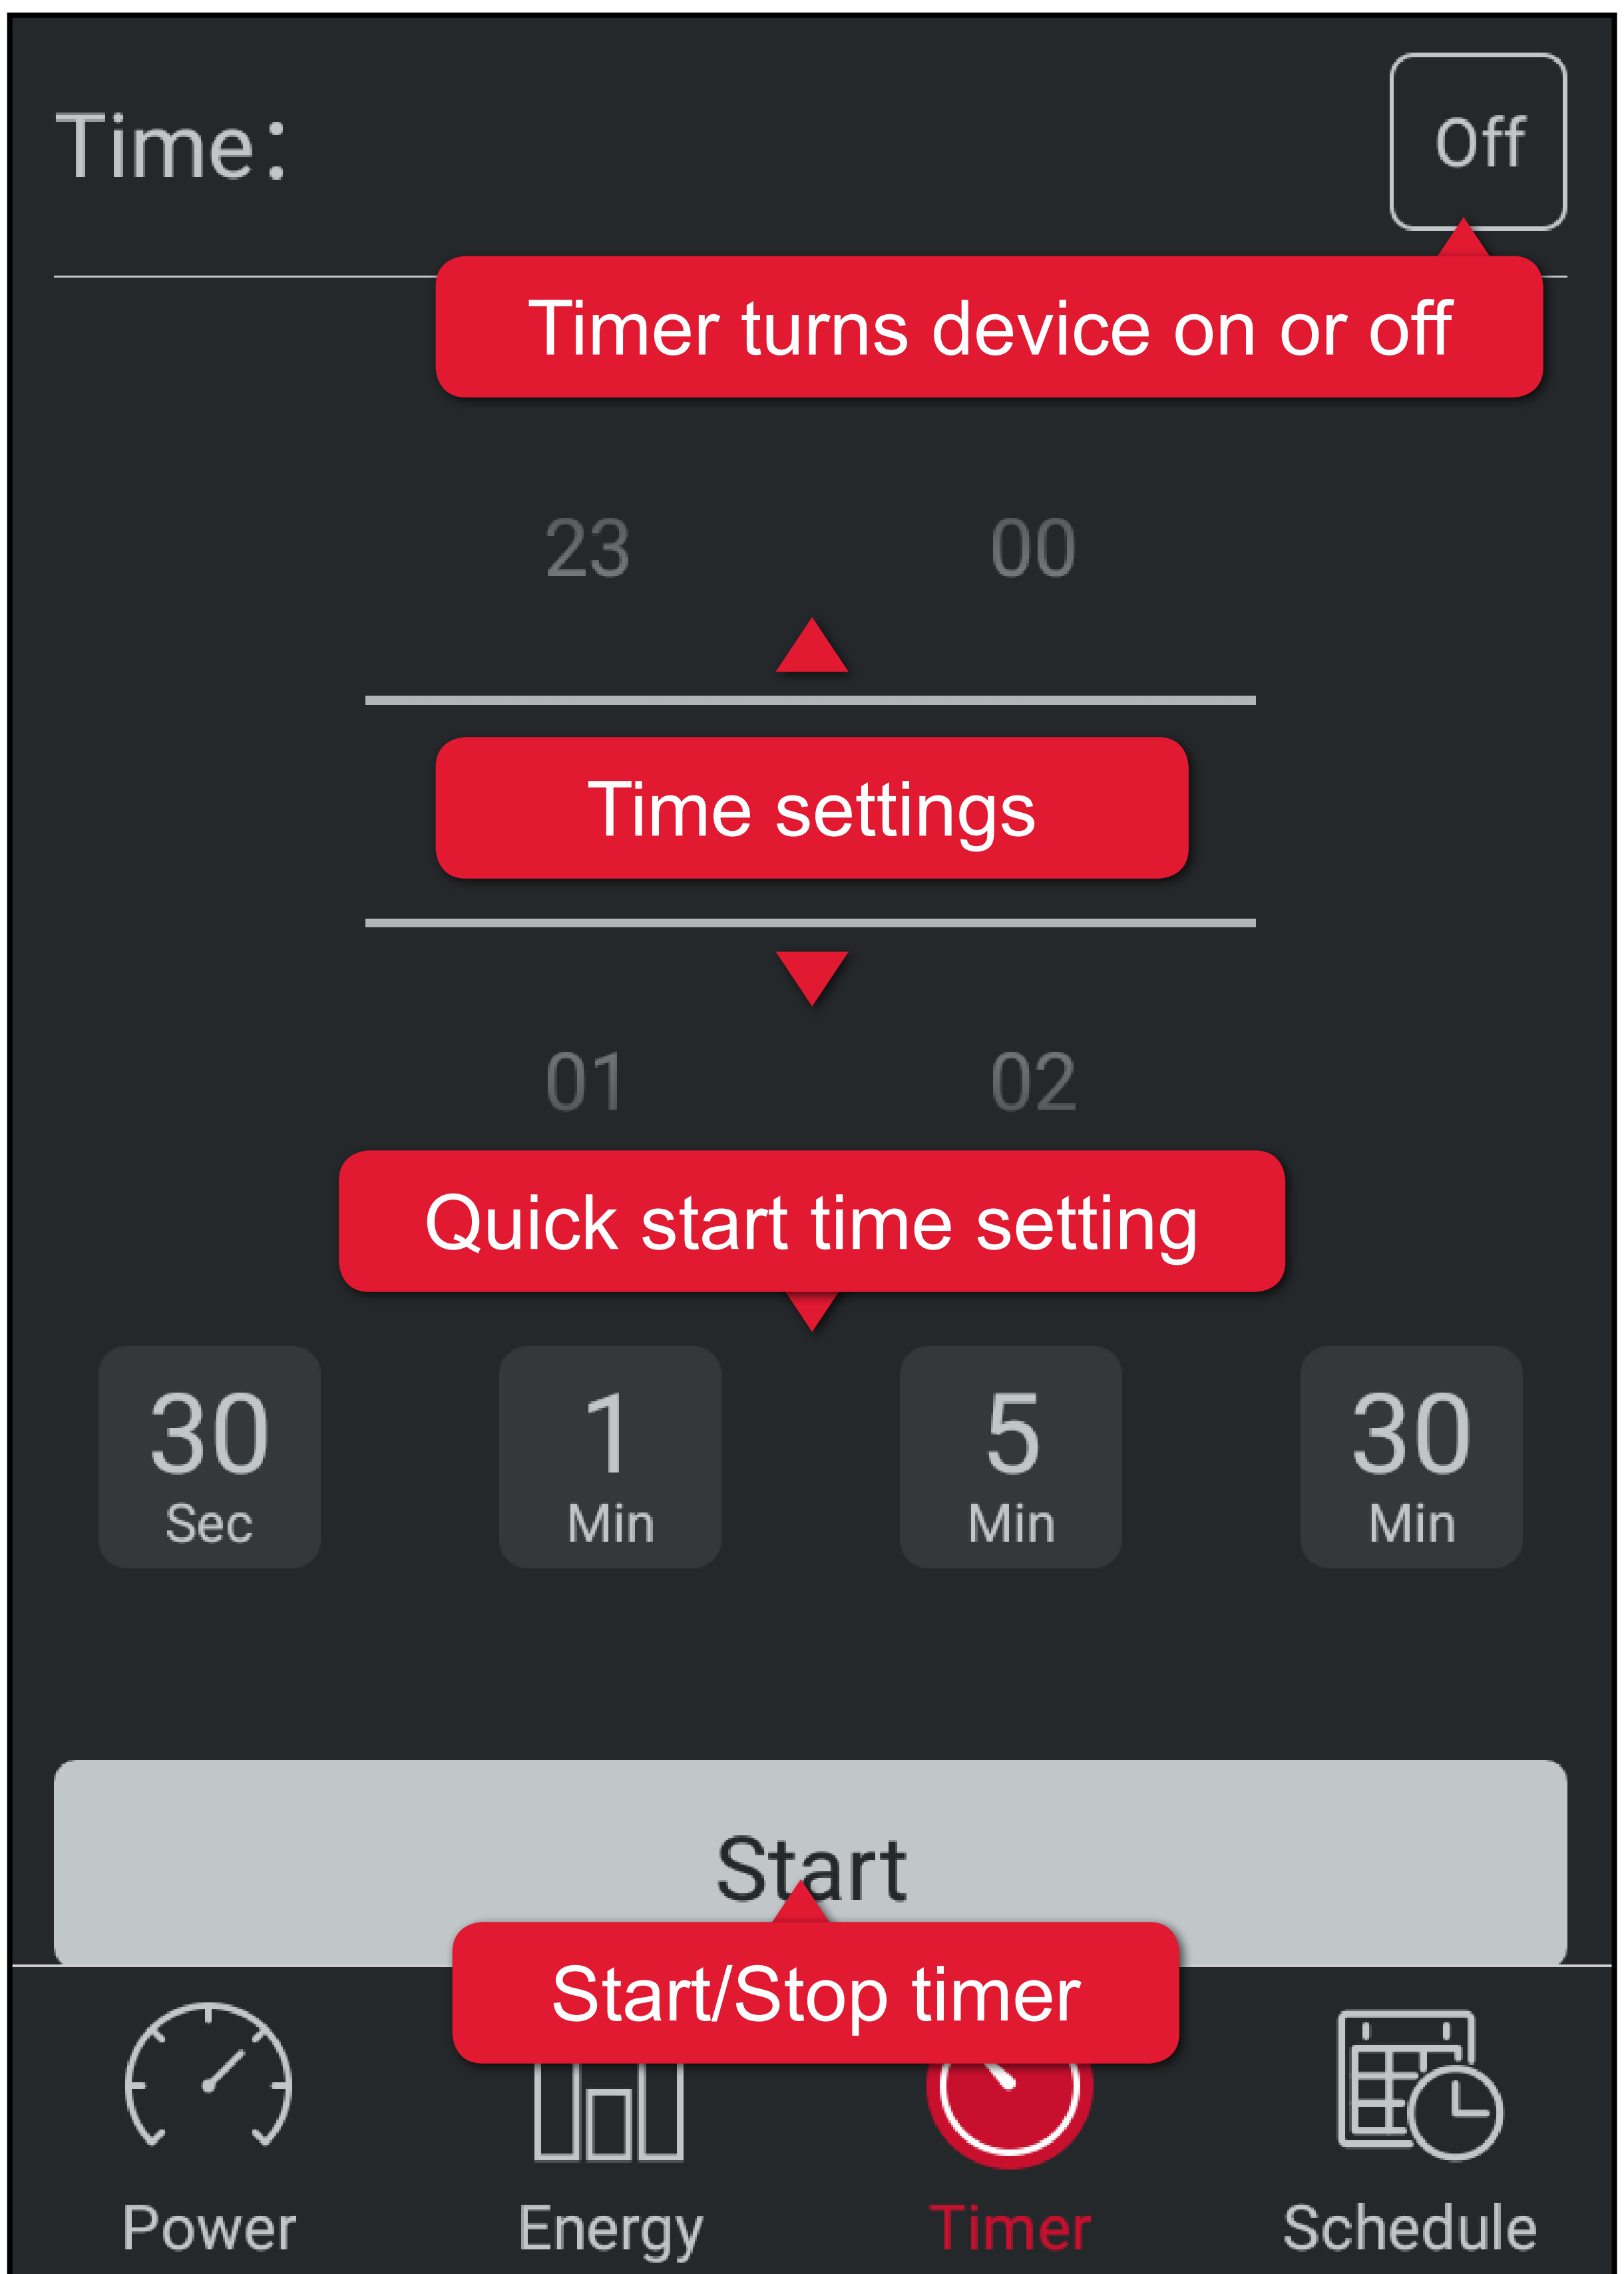 Time:
Off
Timer turns device on or off
23 00
Time settings
01 02
Quick start time setting
30 1 5 30
Sec Min Min Min
Start
Start/Stop timer
Power Energy Timer Schedule